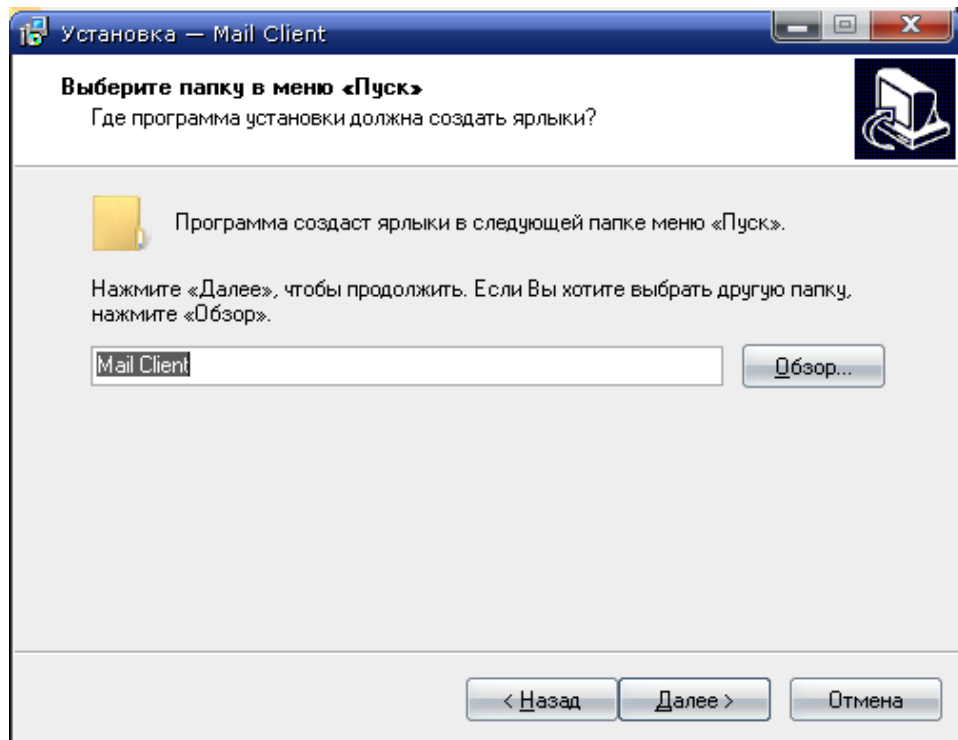 Установка — Mail Client
Выберите папку в меню «Пуск»
Где программа установки должна создать ярлыки?
Программа создаст ярлыки в следующей папке меню «Пуск».
Нажмите «Далее», чтобы продолжить. Если Вы хотите выбрать другую папку,
нажмите «Обзор».
Mail Client
Обзор...
< Назад
Далее >
Отмена